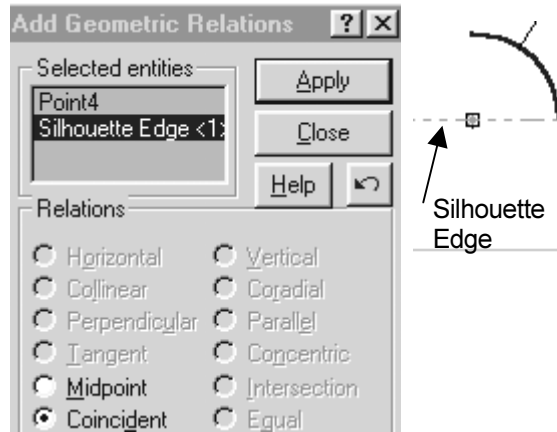 Add Geometric Relations ? ×
Selected entities
Point4
Silhouette Edge <1>
Apply
Close
Help
Relations
Horizontal Vertical
Collinear Coradial
Perpendicular Parallel
Tangent Concentric
Midpoint Intersection
Coincident Equal
Silhouette
Edge